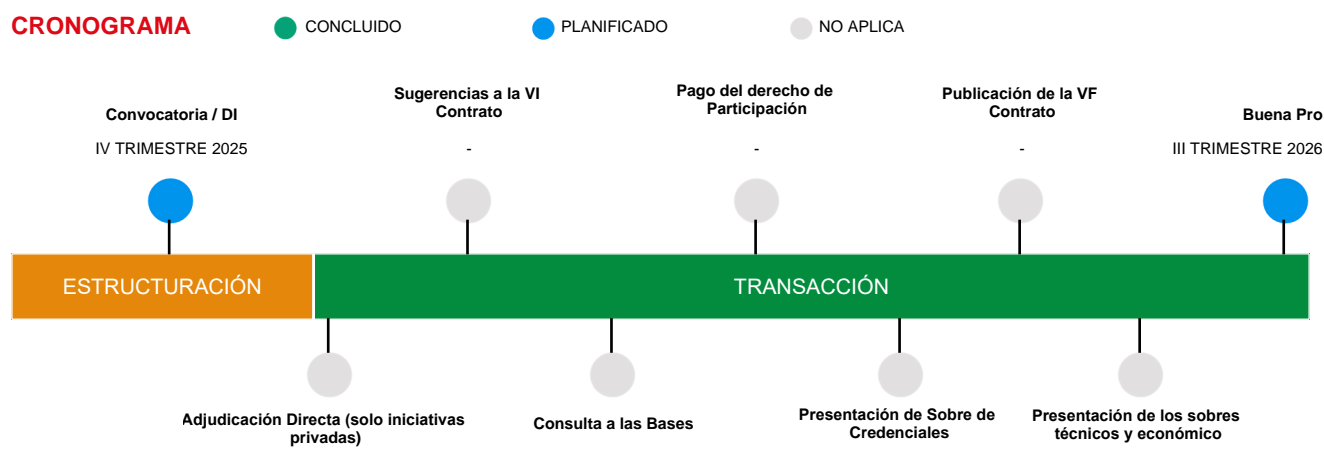 CRONOGRAMA
CONCLUIDO
PLANIFICADO
NO APLICA
Convocatoria / DI
IV TRIMESTRE 2025
Sugerencias a la VI
Contrato
-
Pago del derecho de
Participación
-
Publicación de la VF
Contrato
-
Buena Pro
III TRIMESTRE 2026
ESTRUCTURACIÓN
TRANSACCIÓN
Adjudicación Directa (solo iniciativas
privadas)
Consulta a las Bases
Presentación de Sobre de
Credenciales
Presentación de los sobres
técnicos y económico